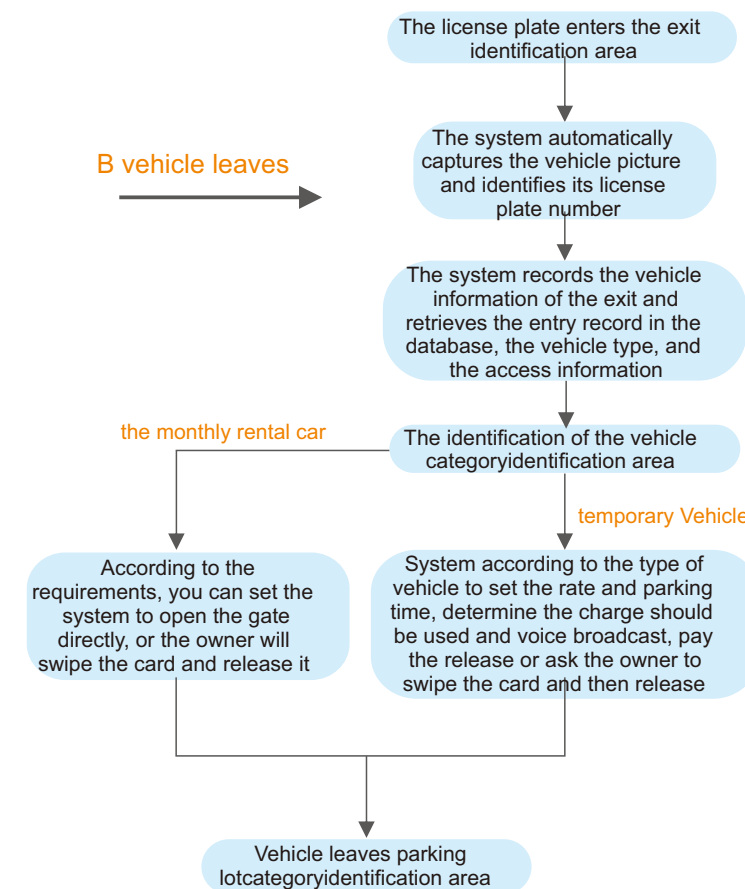 The license plate enters the exit
identification area
B vehicle leaves
The system automatically
captures the vehicle picture
and identifies its license
plate number
The system records the vehicle
information of the exit and
retrieves the entry record in the
database, the vehicle type, and
the access information
the monthly rental car
The identification of the vehicle
categoryidentification area
temporary Vehicle
According to the
requirements, you can set the
system to open the gate
directly, or the owner will
swipe the card and release it
System according to the type of
vehicle to set the rate and parking
time, determine the charge should
be used and voice broadcast, pay
the release or ask the owner to
swipe the card and then release
Vehicle leaves parking
lotcategoryidentification area